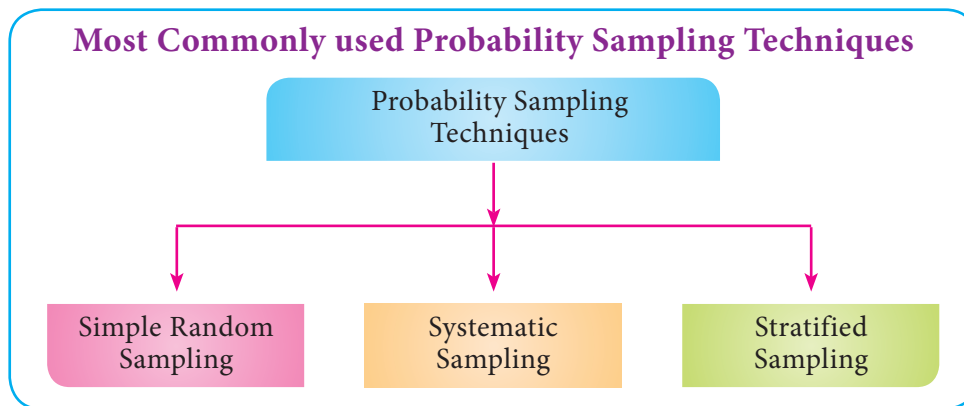 Most Commonly used Probability Sampling Techniques
Probability Sampling
Techniques
Simple Random
Sampling
Systematic
Sampling
Stratified
Sampling